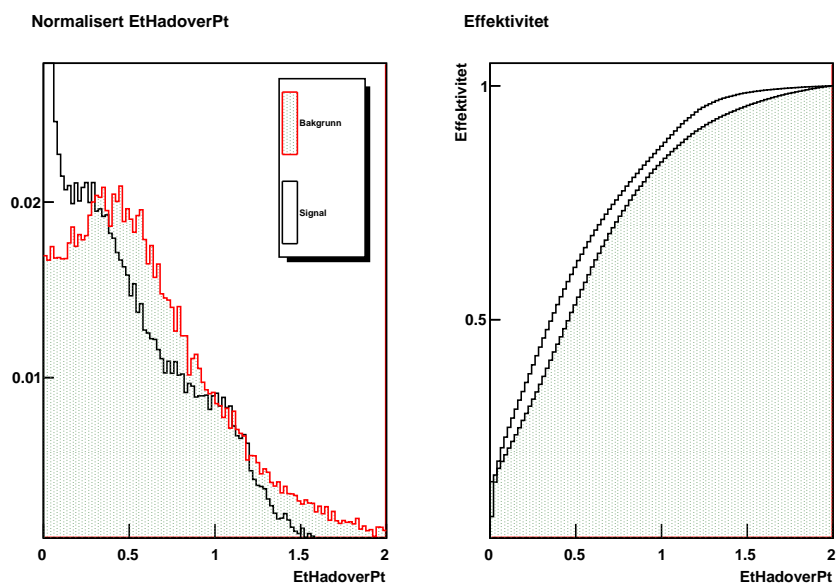 Normalisert EtHadoverPt
Bakgrunn
Signal
0.02
0.01
0
0.5
1
1.5
2
EtHadoverPt
Effektivitet
Effektivitet
1
0.5
0
0.5
1
1.5
2
EtHadoverPt